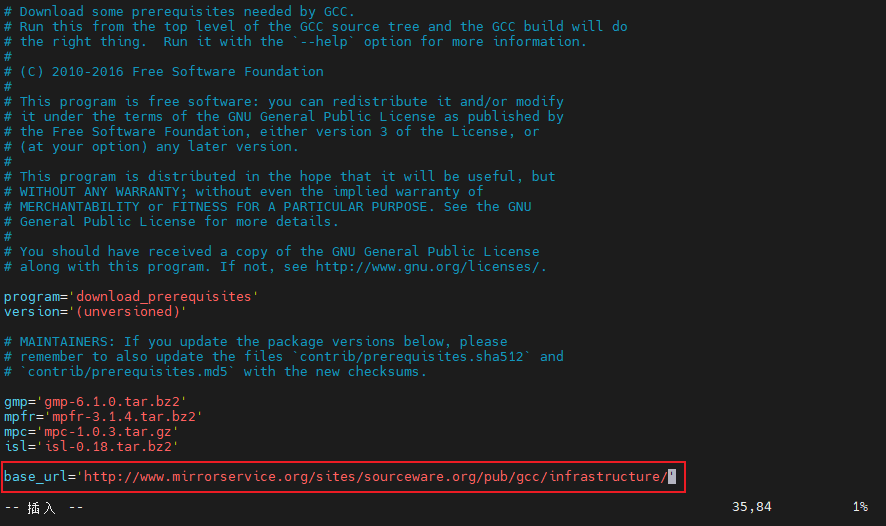 # Download some prerequisites needed by GCC.
# Run this from the top level of the GCC source tree and the GCC build will do
# the right thing.  Run it with the `--help` option for more information.
#
# (C) 2010-2016 Free Software Foundation
#
# This program is free software: you can redistribute it and/or modify
# it under the terms of the GNU General Public License as published by
# the Free Software Foundation, either version 3 of the License, or
# (at your option) any later version.
#
# This program is distributed in the hope that it will be useful, but
# WITHOUT ANY WARRANTY; without even the implied warranty of
# MERCHANTABILITY or FITNESS FOR A PARTICULAR PURPOSE. See the GNU
# General Public License for more details.
#
# You should have received a copy of the GNU General Public License
# along with this program. If not, see http://www.gnu.org/licenses/.
program='download_prerequisites'
version='(unversioned)'
# MAINTAINERS: If you update the package versions below, please
# remember to also update the files `contrib/prerequisites.sha512` and
# `contrib/prerequisites.md5` with the new checksums.
gmp='gmp-6.1.0.tar.bz2'
mpfr='mpfr-3.1.4.tar.bz2'
mpc='mpc-1.0.3.tar.gz'
isl='isl-0.18.tar.bz2'
base_url='http://www.mirrorservice.org/sites/sourceware.org/pub/gcc/infrastructure/'
-- 插入 -- 35,84 1%